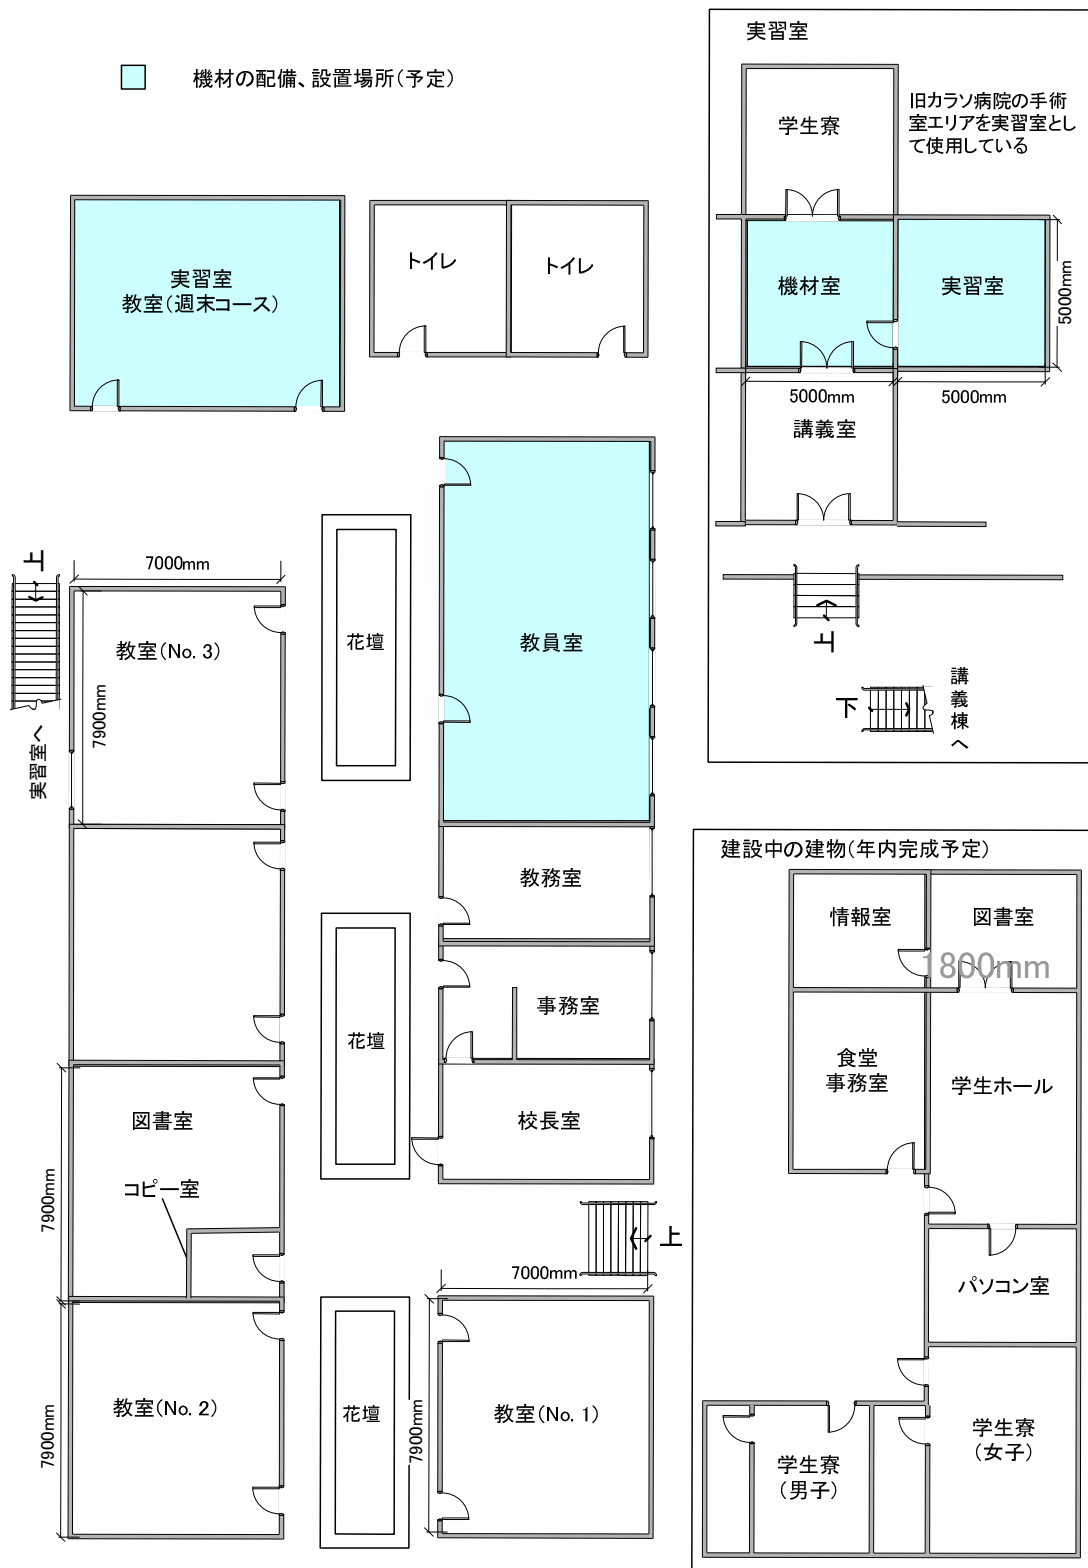 機材の配備、設置場所(予定)
実習室
教室(週末コース)
トイレ
トイレ
実習室
学生寮
旧カラソ病院の手術
室エリアを実習室とし
て使用している
機材室
実習室
5000mm
5000mm
5000mm
講義室
上
下
講義棟へ
上
実習室へ
7000mm
教室(No. 3)
7900mm
花壇
教員室
教務室
事務室
校長室
花壇
図書室
コピー室
7900mm
上
7000mm
教室(No. 2)
7900mm
花壇
7900mm
教室(No. 1)
建設中の建物(年内完成予定)
情報室
図書室
1800mm
食堂
事務室
学生ホール
パソコン室
学生寮
(女子)
学生寮
(男子)